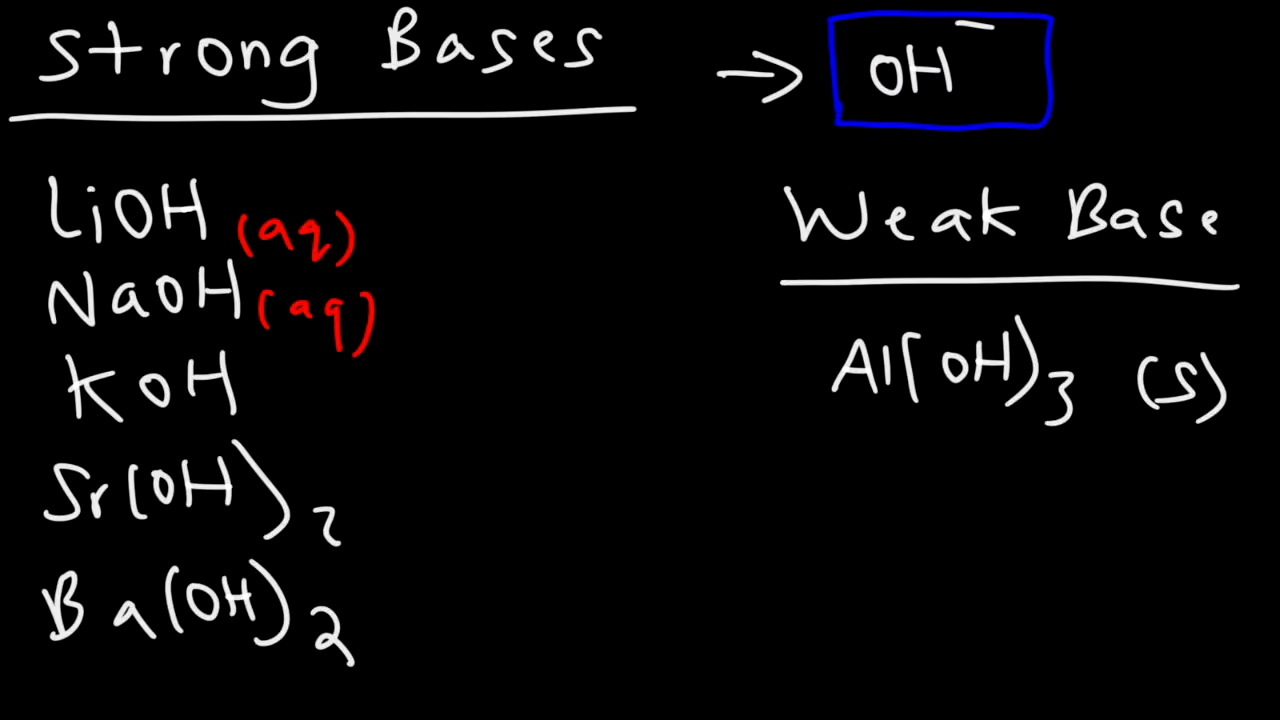 Strong Bases → OH⁻
LiOH (aq)
NaOH (aq)
KOH
Sr(OH)₂
Ba(OH)₂
Weak Base
Al(OH)₃ (s)